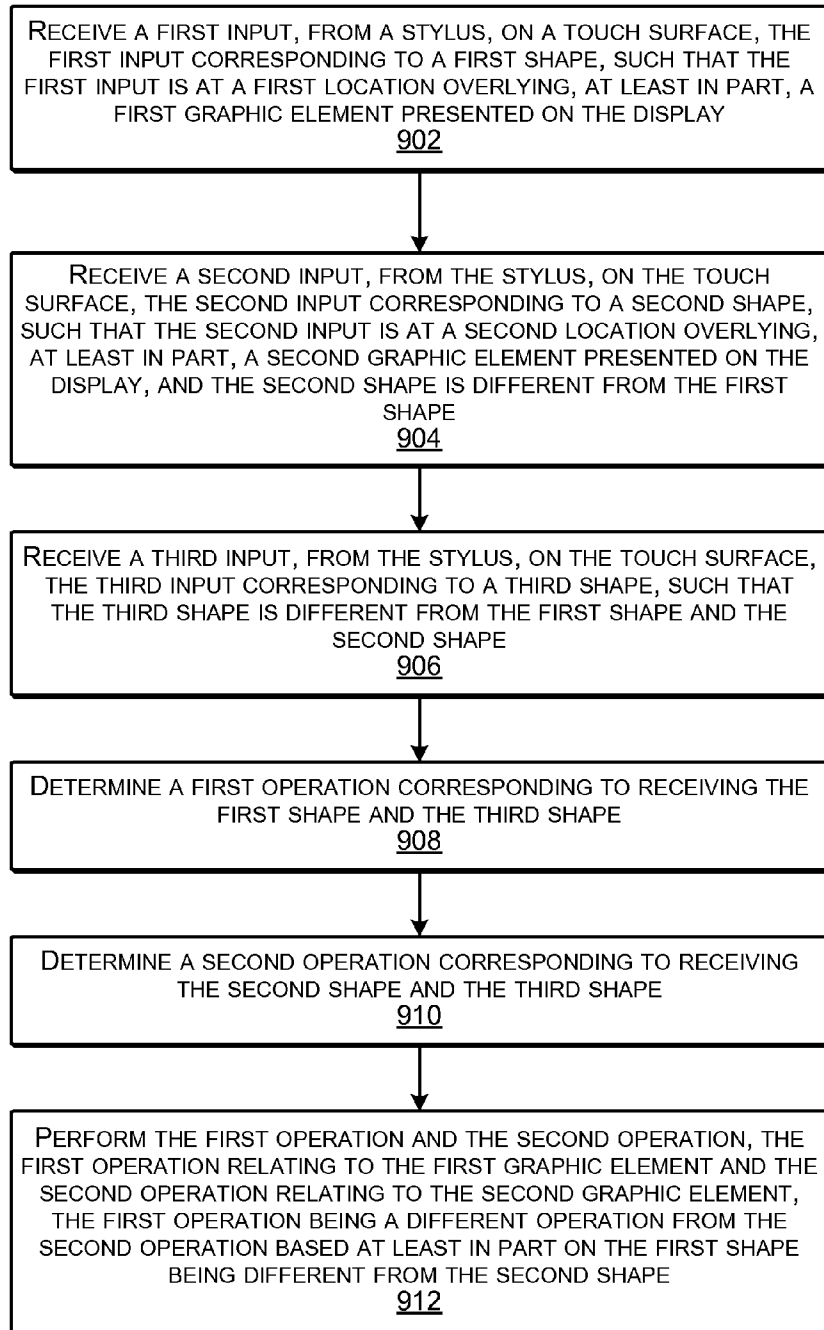 RECEIVE A FIRST INPUT, FROM A STYLUS, ON A TOUCH SURFACE, THE
FIRST INPUT CORRESPONDING TO A FIRST SHAPE, SUCH THAT THE
FIRST INPUT IS AT A FIRST LOCATION OVERLYING, AT LEAST IN PART, A
FIRST GRAPHIC ELEMENT PRESENTED ON THE DISPLAY
902
RECEIVE A SECOND INPUT, FROM THE STYLUS, ON THE TOUCH
SURFACE, THE SECOND INPUT CORRESPONDING TO A SECOND SHAPE,
SUCH THAT THE SECOND INPUT IS AT A SECOND LOCATION OVERLYING,
AT LEAST IN PART, A SECOND GRAPHIC ELEMENT PRESENTED ON THE
DISPLAY, AND THE SECOND SHAPE IS DIFFERENT FROM THE FIRST
SHAPE
904
RECEIVE A THIRD INPUT, FROM THE STYLUS, ON THE TOUCH SURFACE,
THE THIRD INPUT CORRESPONDING TO A THIRD SHAPE, SUCH THAT
THE THIRD SHAPE IS DIFFERENT FROM THE FIRST SHAPE AND THE
SECOND SHAPE
906
DETERMINE A FIRST OPERATION CORRESPONDING TO RECEIVING THE
FIRST SHAPE AND THE THIRD SHAPE
908
DETERMINE A SECOND OPERATION CORRESPONDING TO RECEIVING
THE SECOND SHAPE AND THE THIRD SHAPE
910
PERFORM THE FIRST OPERATION AND THE SECOND OPERATION, THE
FIRST OPERATION RELATING TO THE FIRST GRAPHIC ELEMENT AND THE
SECOND OPERATION RELATING TO THE SECOND GRAPHIC ELEMENT,
THE FIRST OPERATION BEING A DIFFERENT OPERATION FROM THE
SECOND OPERATION BASED AT LEAST IN PART ON THE FIRST SHAPE
BEING DIFFERENT FROM THE SECOND SHAPE
912